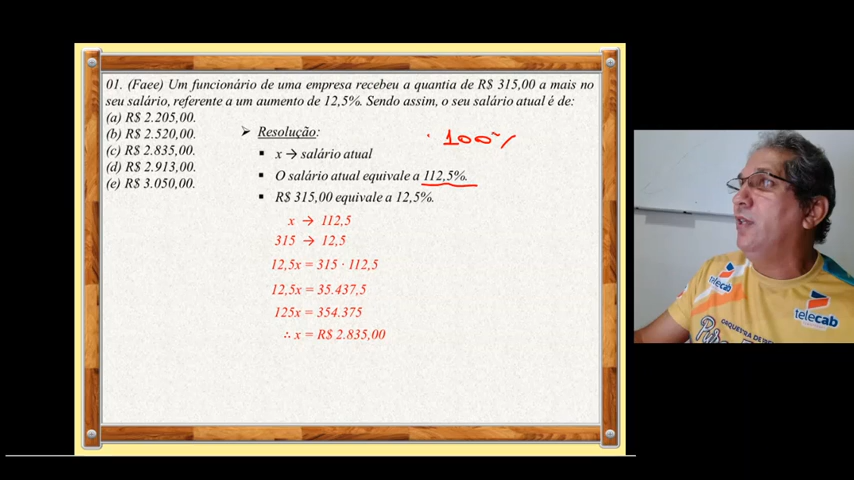 01. (Faee) Um funcionário de uma empresa recebeu a quantia de R$ 315,00 a mais no
seu salário, referente a um aumento de 12,5%. Sendo assim, o seu salário atual é de:
(a) R$ 2.205,00.
(b) R$ 2.520,00.
(c) R$ 2.835,00.
(d) R$ 2.913,00.
(e) R$ 3.050,00.
➢ Resolução:
100%
▪ x → salário atual
▪ O salário atual equivale a 112,5%.
▪ R$ 315,00 equivale a 12,5%.
x → 112,5
315 → 12,5
12,5x = 315 · 112,5
12,5x = 35.437,5
125x = 354.375
∴ x = R$ 2.835,00
telecab
telecab